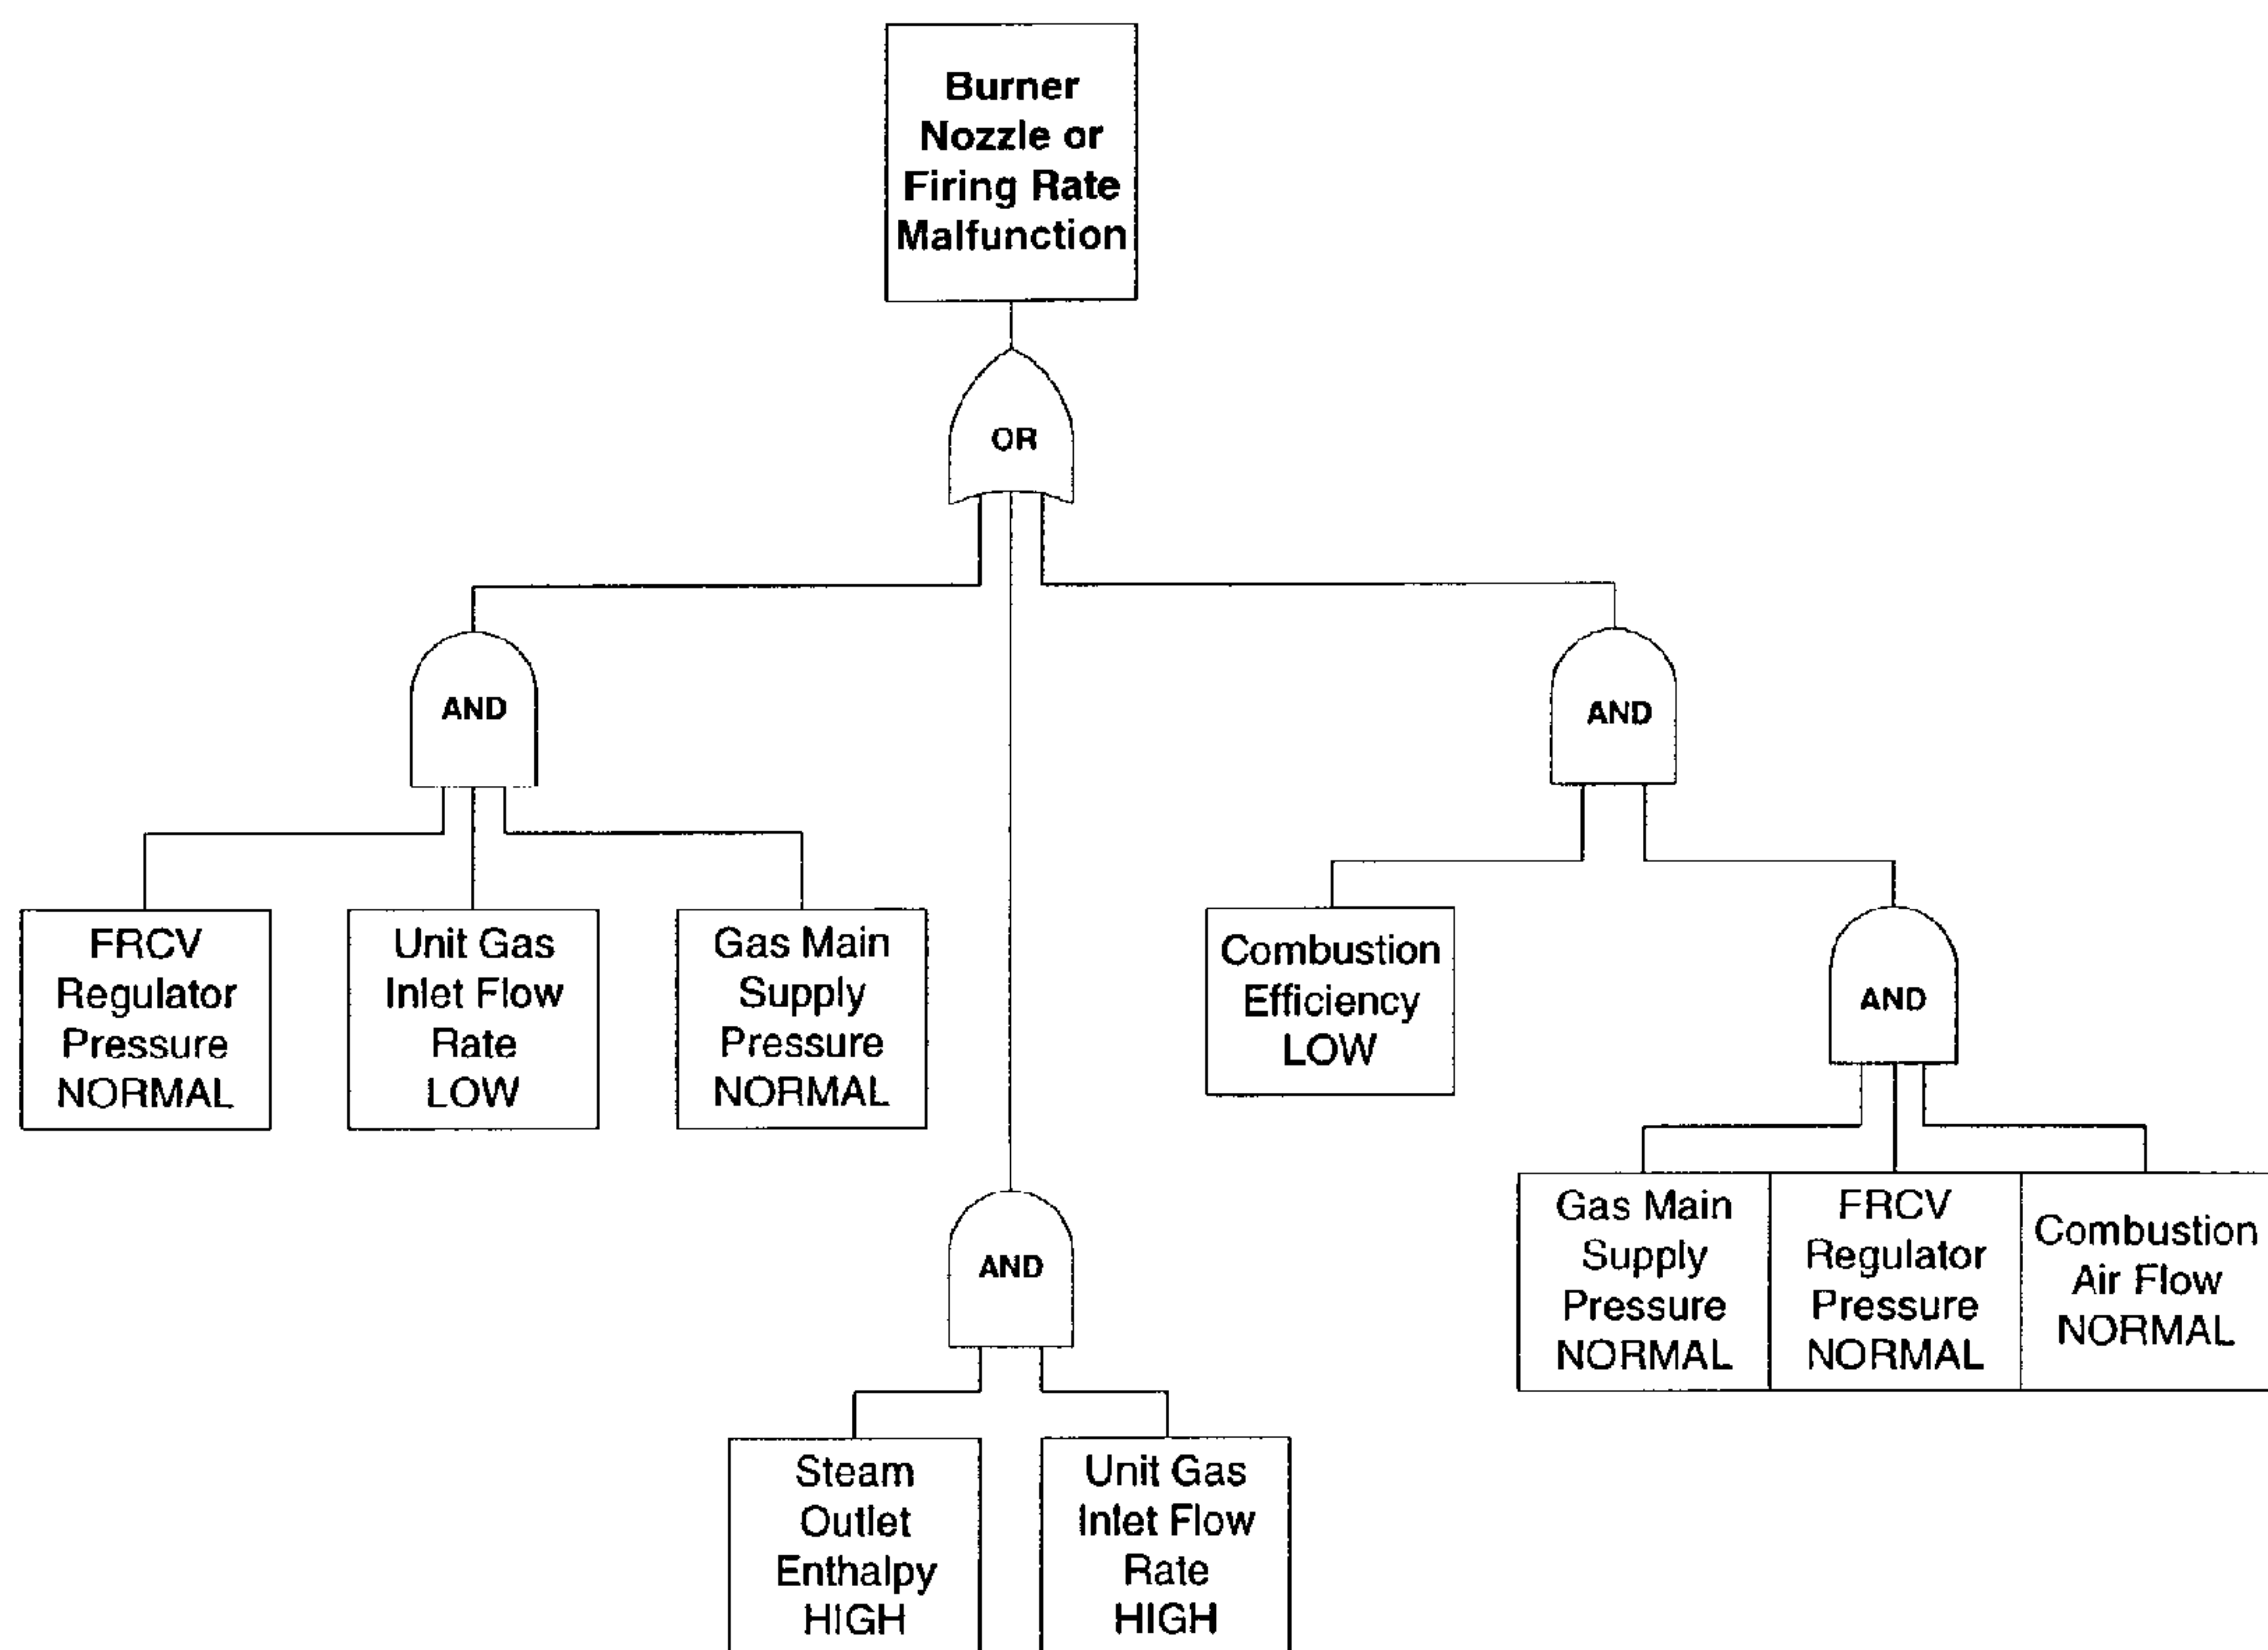 Burner
Nozzle or
Firing Rate
Malfunction
OR
AND
AND
FRCV
Regulator
Pressure
NORMAL
Unit Gas
Inlet Flow
Rate
LOW
Gas Main
Supply
Pressure
NORMAL
Combustion
Efficiency
LOW
AND
Gas Main
Supply
Pressure
NORMAL
FRCV
Regulator
Pressure
NORMAL
Combustion
Air Flow
NORMAL
AND
Steam
Outlet
Enthalpy
HIGH
Unit Gas
Inlet Flow
Rate
HIGH